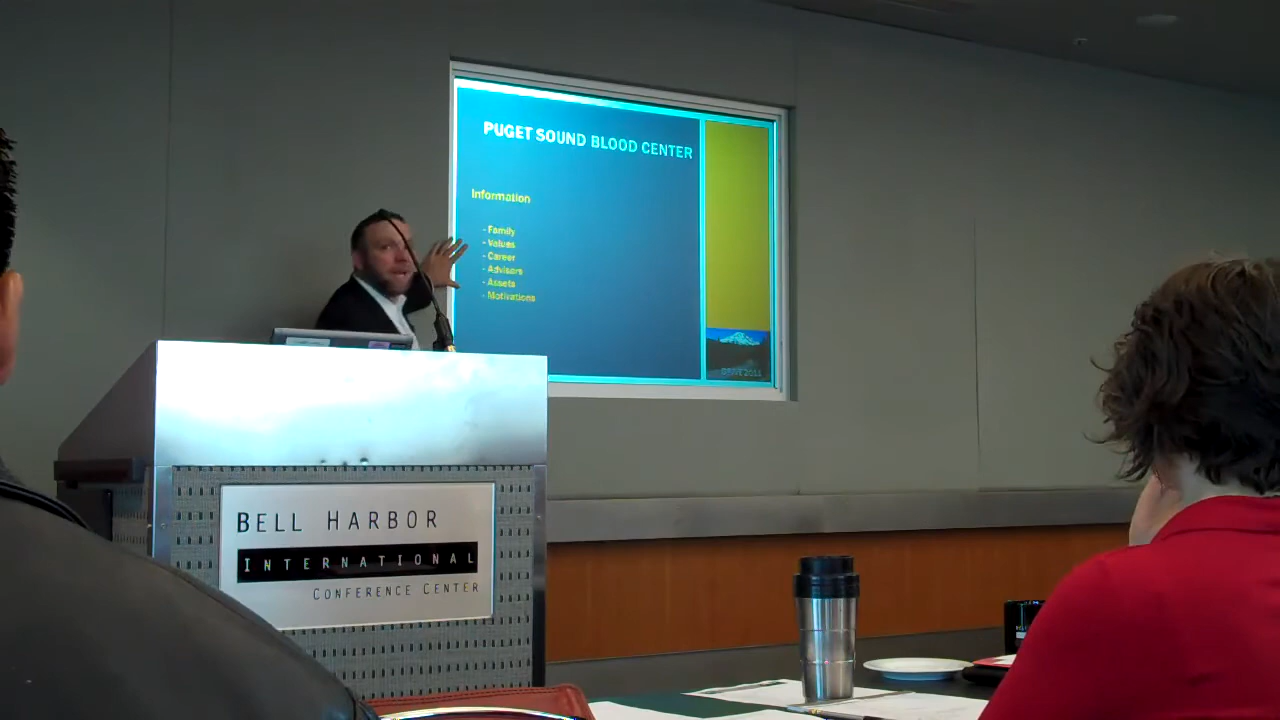 PUGET SOUND BLOOD CENTER
Information
- Family
- Values
- Career
- Advisors
- Assets
- Motivations
BELL HARBOR
INTERNATIONAL
CONFERENCE CENTER